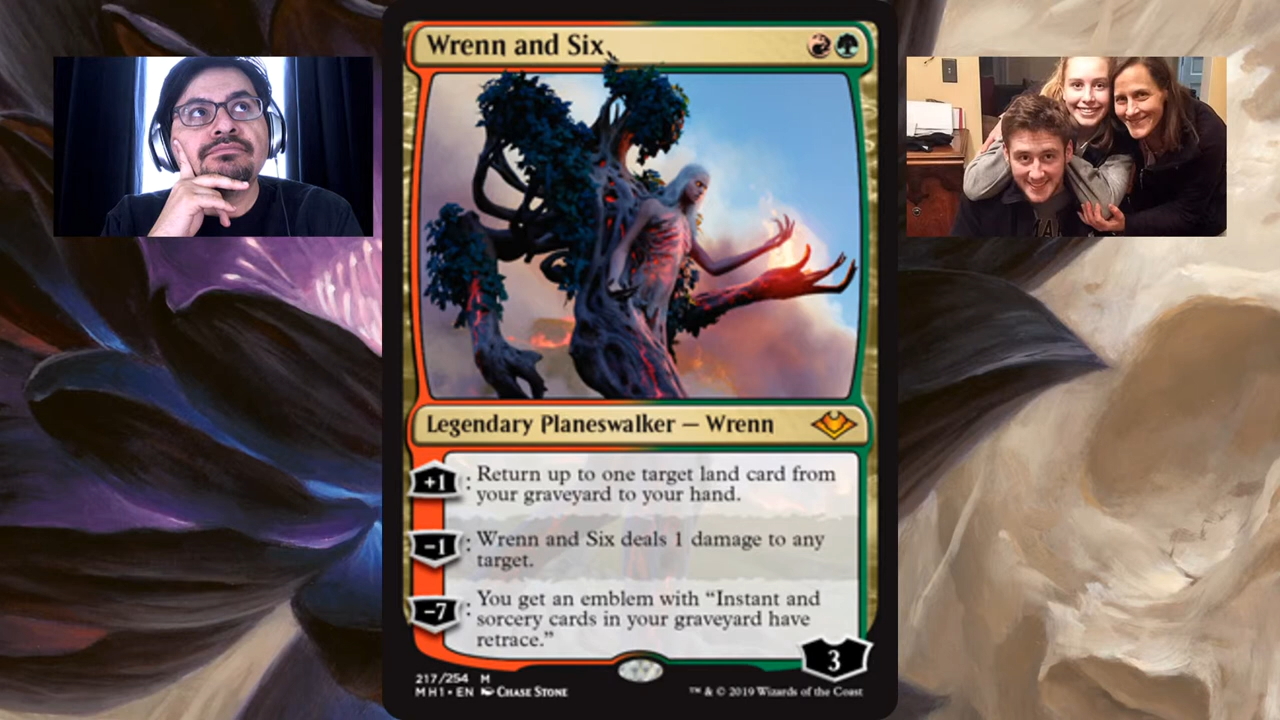 Wrenn and Six
Legendary Planeswalker — Wrenn
+1 : Return up to one target land card from
your graveyard to your hand.
−1 : Wrenn and Six deals 1 damage to any
target.
−7 : You get an emblem with “Instant and
sorcery cards in your graveyard have
retrace.”
3
217/254 M
MH1 • EN CHASE STONE
™ & © 2019 Wizards of the Coast